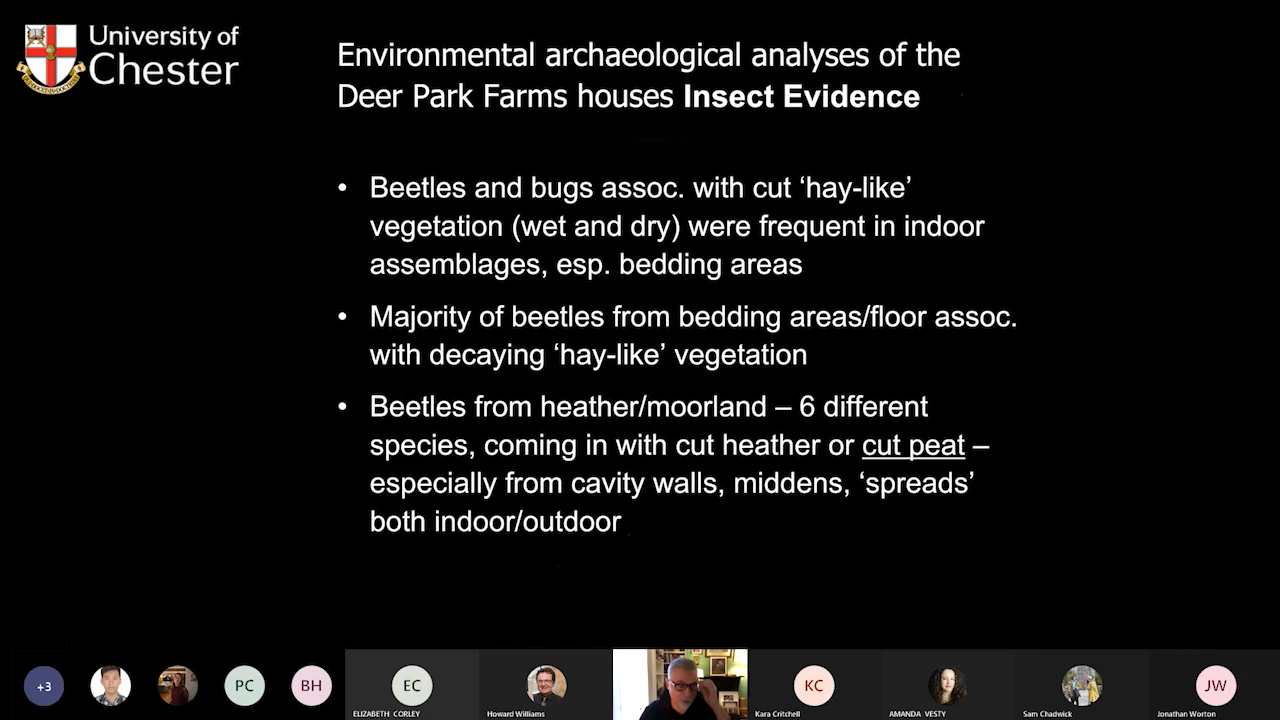 University of
Chester
Environmental archaeological analyses of the
Deer Park Farms houses Insect Evidence
• Beetles and bugs assoc. with cut ‘hay-like’
vegetation (wet and dry) were frequent in indoor
assemblages, esp. bedding areas
• Majority of beetles from bedding areas/floor assoc.
with decaying ‘hay-like’ vegetation
• Beetles from heather/moorland – 6 different
species, coming in with cut heather or cut peat –
especially from cavity walls, middens, ‘spreads’
both indoor/outdoor
+3
PC
BH
EC
KC
JW
ELIZABETH CORLEY
Howard Williams
Kara Critchell
AMANDA VESTY
Sam Chadwick
Jonathan Worton